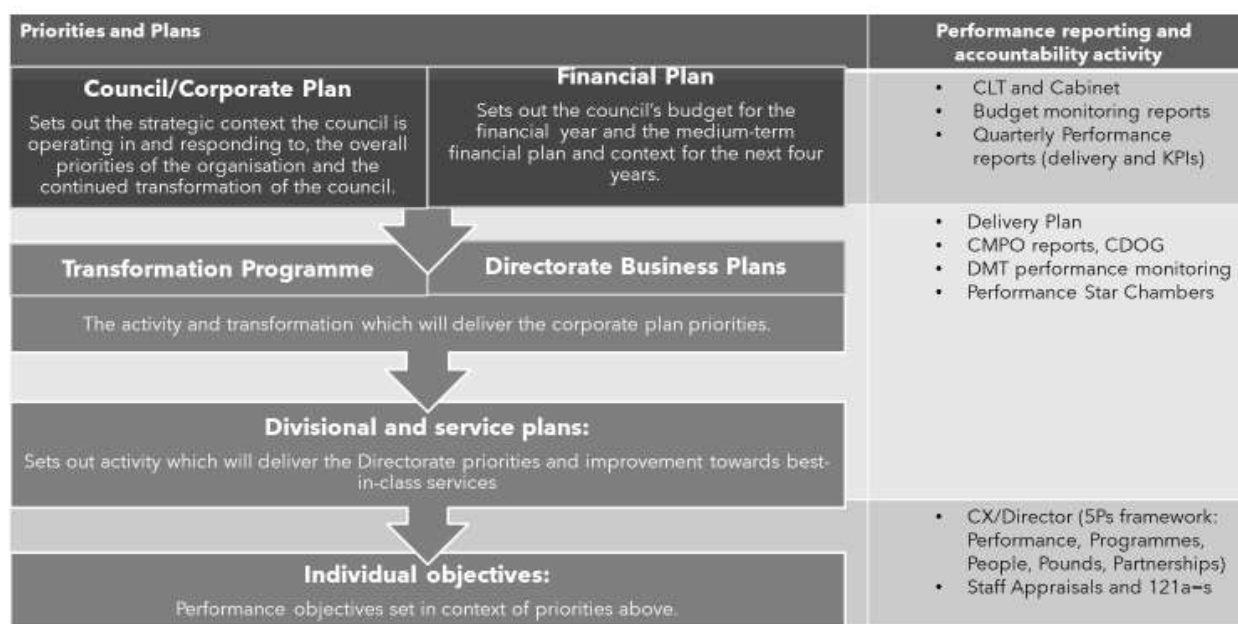 Priorities and Plans
Performance reporting and
accountability activity
Council/Corporate Plan
Sets out the strategic context the council is
operating in and responding to, the overall
priorities of the organisation and the
continued transformation of the council.
Financial Plan
Sets out the council's budget for the
financial year and the medium-term
financial plan and context for the next four
years.
• CLT and Cabinet
• Budget monitoring reports
• Quarterly Performance
reports (delivery and KPIs)
Transformation Programme
Directorate Business Plans
The activity and transformation which will deliver the corporate plan priorities.
• Delivery Plan
• CMPO reports, CDOG
• DMT performance monitoring
• Performance Star Chambers
Divisional and service plans:
Sets out activity which will deliver the Directorate priorities and improvement towards best-
in-class services
Individual objectives:
Performance objectives set in context of priorities above.
• CX/Director (5Ps framework:
Performance, Programmes,
People, Pounds, Partnerships)
• Staff Appraisals and 121a=s